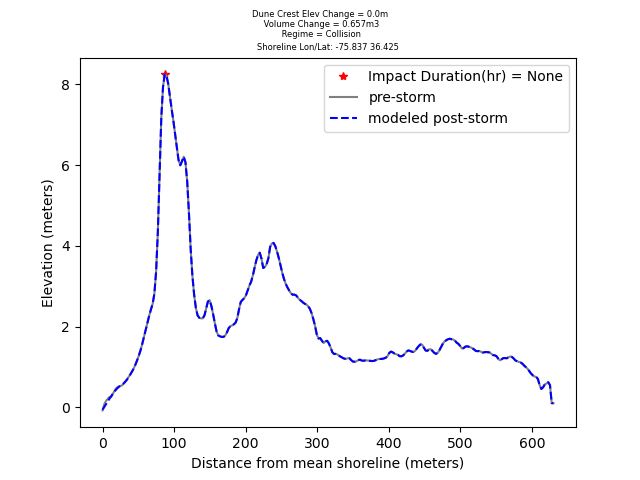 Dune Crest Elev Change = 0.0m
Volume Change = 0.657m3
Regime = Collision
Shoreline Lon/Lat: -75.837 36.425
Impact Duration(hr) = None
pre-storm
modeled post-storm
Elevation (meters)
8
6
4
2
0
0 100 200 300 400 500 600
Distance from mean shoreline (meters)